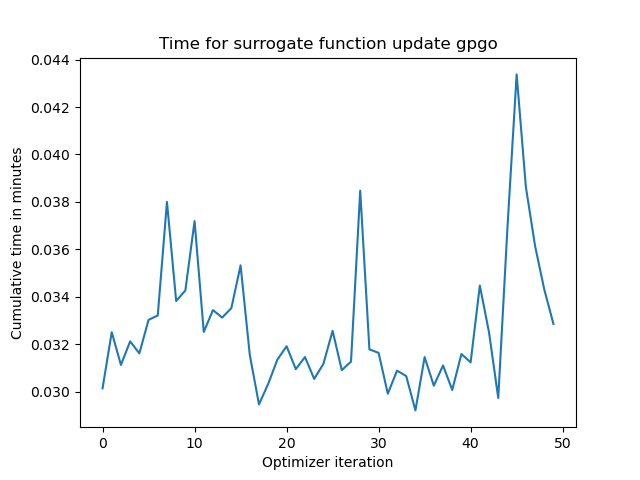 Time for surrogate function update gpgo
Cumulative time in minutes
0.044
0.042
0.040
0.038
0.036
0.034
0.032
0.030
0 10 20 30 40 50
Optimizer iteration